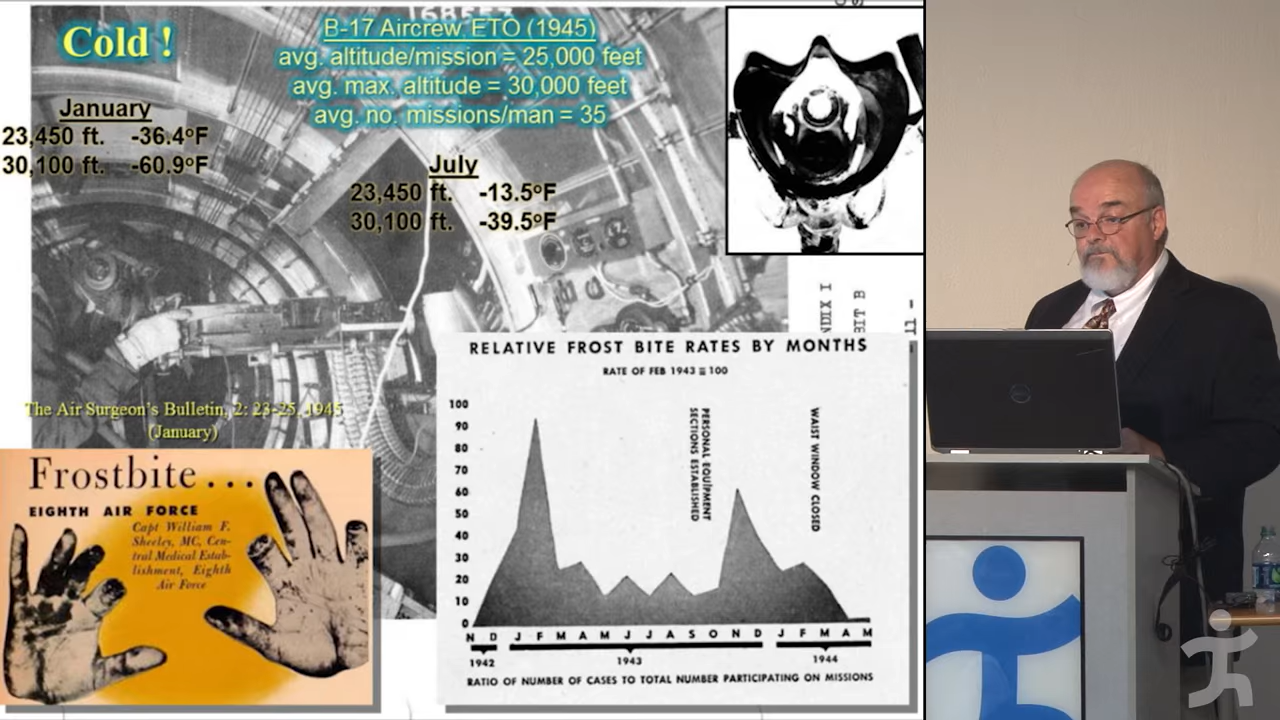 Cold !
B-17 Aircrew, ETO (1945)
avg. altitude/mission = 25,000 feet
avg. max. altitude = 30,000 feet
avg. no. missions/man = 35
January
23,450 ft. -36.4ºF
30,100 ft. -60.9ºF
July
23,450 ft. -13.5ºF
30,100 ft. -39.5ºF
The Air Surgeon's Bulletin, 2: 23-25, 1945
(January)
Frostbite...
EIGHTH AIR FORCE
Capt William F.
Sheeley, MC, Cen-
tral Medical Estab-
lishment, Eighth
Air Force
RELATIVE FROST BITE RATES BY MONTHS
RATE OF FEB 1943 ≡ 100
100
90
80
70
60
50
40
30
20
10
0
PERSONAL EQUIPMENT
SECTIONS ESTABLISHED
WAIST WINDOW CLOSED
N D J F M A M J J A S O N D J F M A M
1942 1943 1944
RATIO OF NUMBER OF CASES TO TOTAL NUMBER PARTICIPATING ON MISSIONS